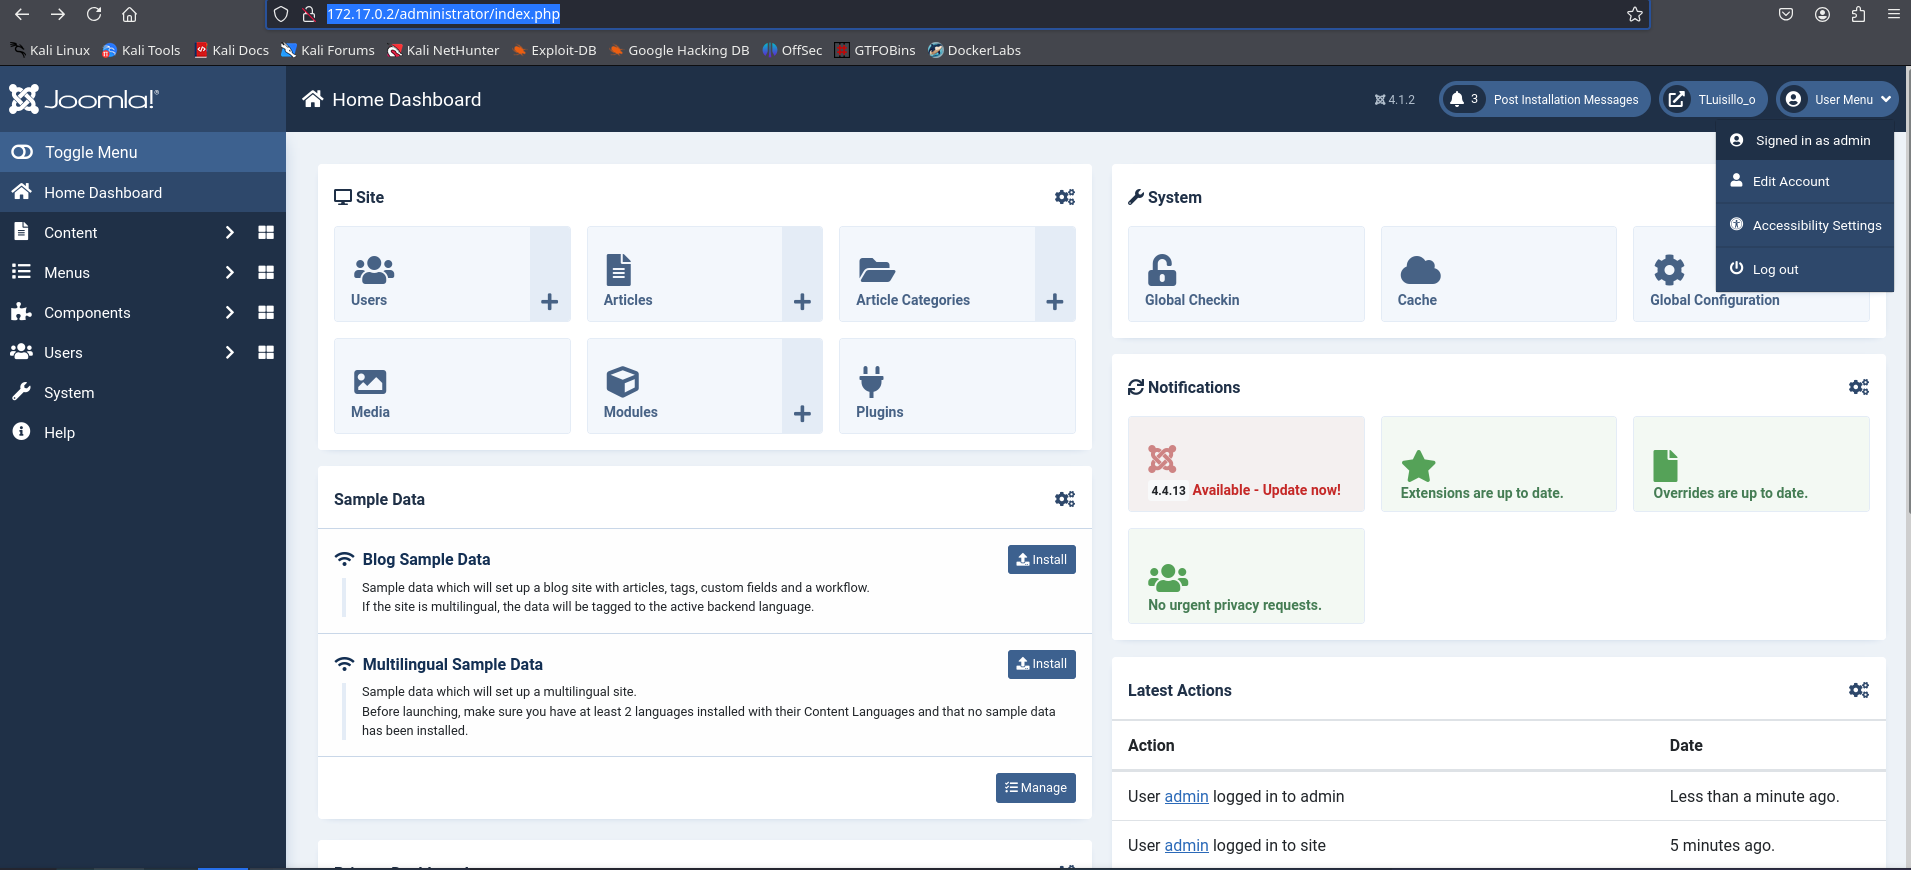 172.17.0.2/administrator/index.php
Kali Linux Kali Tools Kali Docs Kali Forums Kali NetHunter Exploit-DB Google Hacking DB OffSec GTFOBins DockerLabs
Joomla!®
Home Dashboard
4.1.2
3 Post Installation Messages
TLuisillo_o
User Menu
Signed in as admin
Edit Account
Accessibility Settings
Log out
Toggle Menu
Home Dashboard
Content
Menus
Components
Users
System
Help
Site
Users
Articles
Article Categories
Media
Modules
Plugins
Sample Data
Blog Sample Data
Install
Sample data which will set up a blog site with articles, tags, custom fields and a workflow.
If the site is multilingual, the data will be tagged to the active backend language.
Multilingual Sample Data
Install
Sample data which will set up a multilingual site.
Before launching, make sure you have at least 2 languages installed with their Content Languages and that no sample data
has been installed.
Manage
System
Global Checkin
Cache
Global Configuration
Notifications
4.4.13 Available - Update now!
Extensions are up to date.
Overrides are up to date.
No urgent privacy requests.
Latest Actions
Action Date
User admin logged in to admin Less than a minute ago.
User admin logged in to site 5 minutes ago.